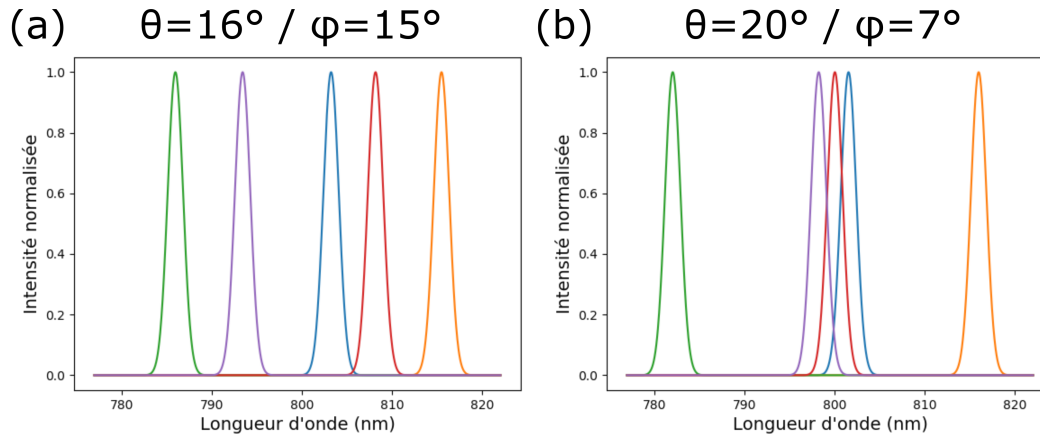 (a) θ=16° / φ=15°
1.0
0.8
0.6
0.4
0.2
0.0
Intensité normalisée
780 790 800 810 820
Longueur d'onde (nm)
(b) θ=20° / φ=7°
1.0
0.8
0.6
0.4
0.2
0.0
Intensité normalisée
780 790 800 810 820
Longueur d'onde (nm)